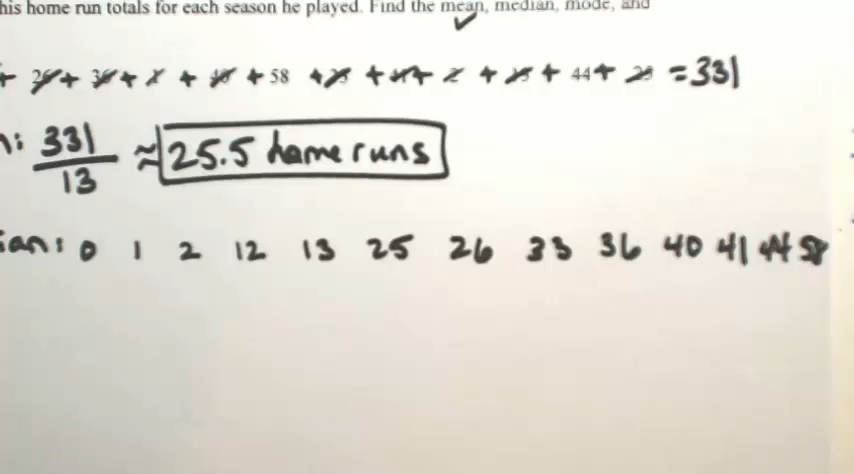 his home run totals for each season he played. Find the mean, median, mode, and
+ + + + + 58 + + + + 44 + = 331
331
13 ≈ 25.5 home runs
ian: 0 1 2 12 13 25 26 33 36 40 41 44 58